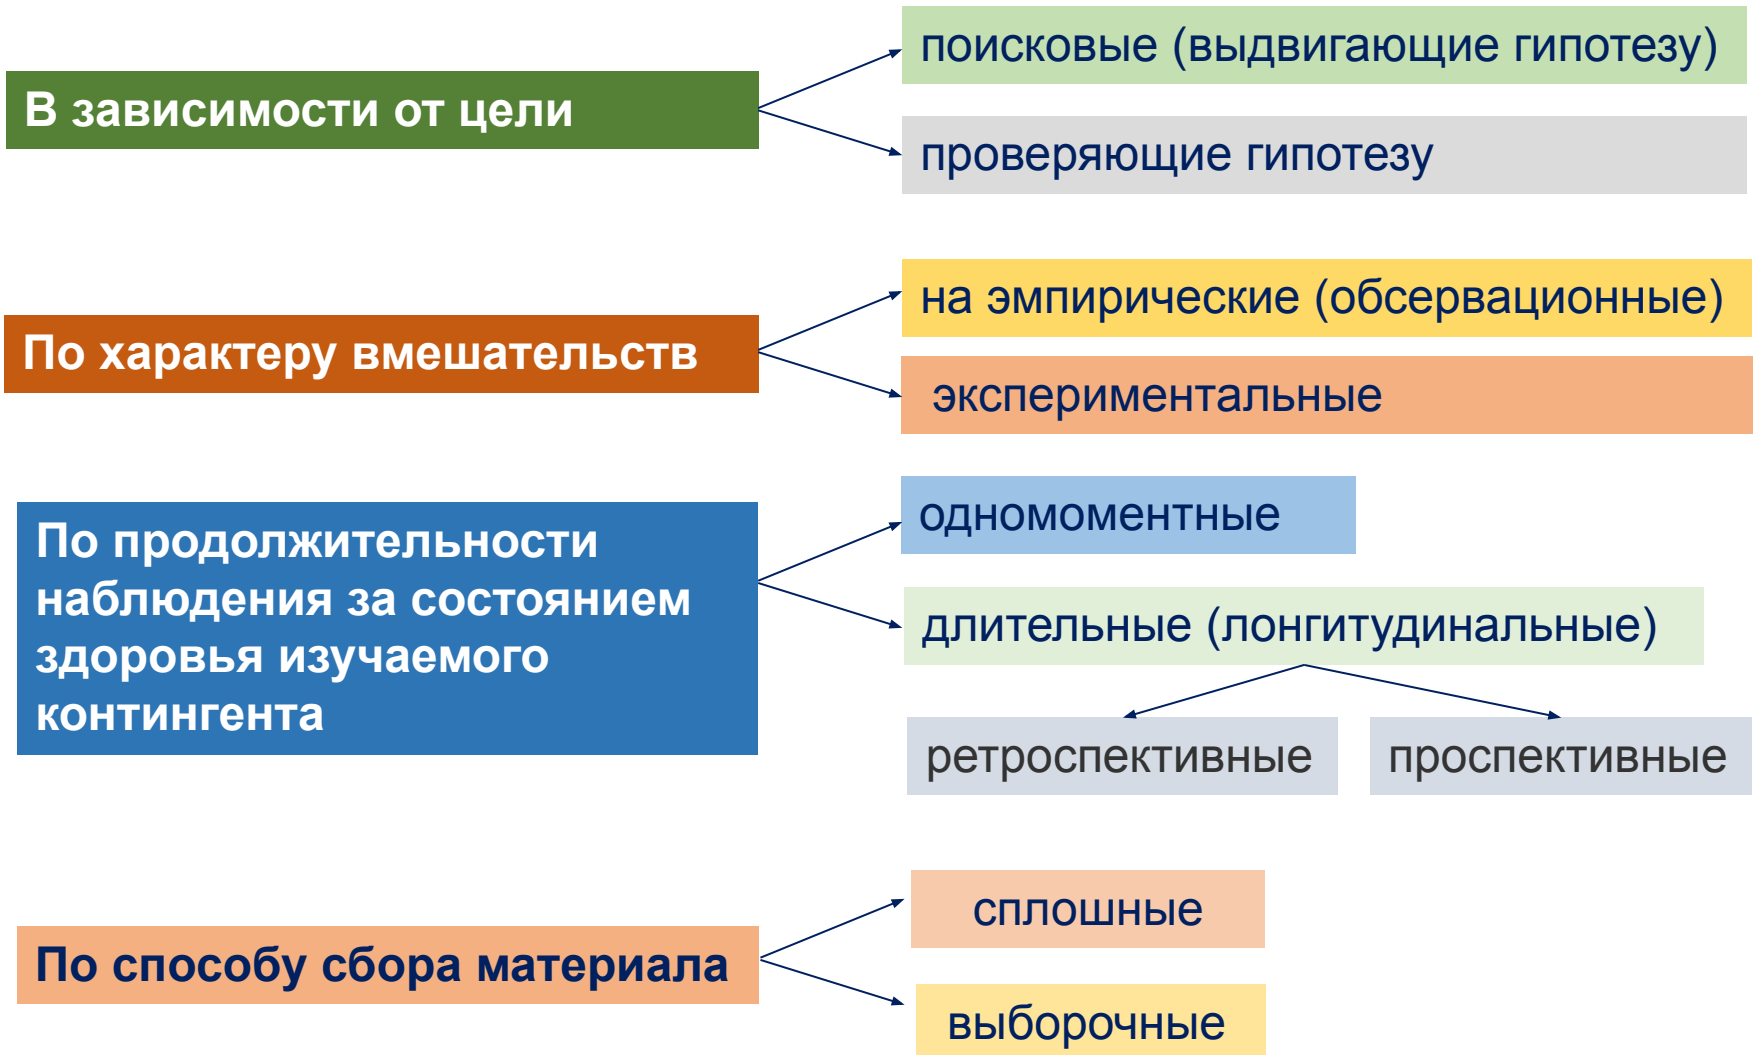 В зависимости от цели
поисковые (выдвигающие гипотезу)
проверяющие гипотезу
По характеру вмешательств
на эмпирические (обсервационные)
экспериментальные
По продолжительности
наблюдения за состоянием
здоровья изучаемого
контингента
одномоментные
длительные (лонгитудинальные)
ретроспективные
проспективные
По способу сбора материала
сплошные
выборочные